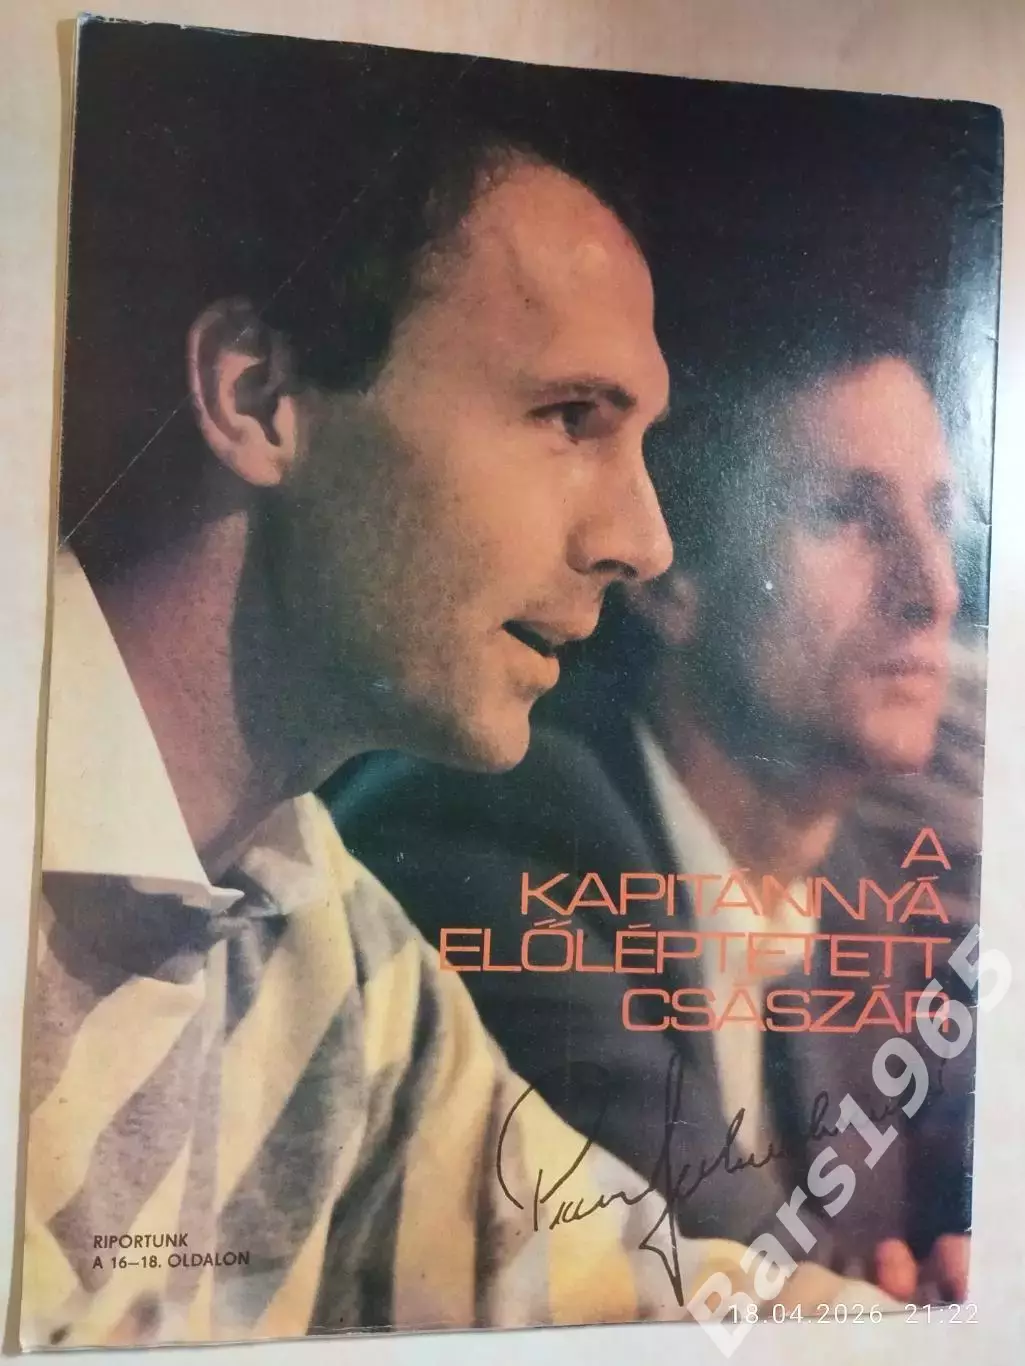 A
KAPITÁNNYÁ
ELŐLÉPTETETT
CSÁSZÁR
RIPORTUNK
A 16–18. OLDALON
Bars1965
18.04.2026 21:22